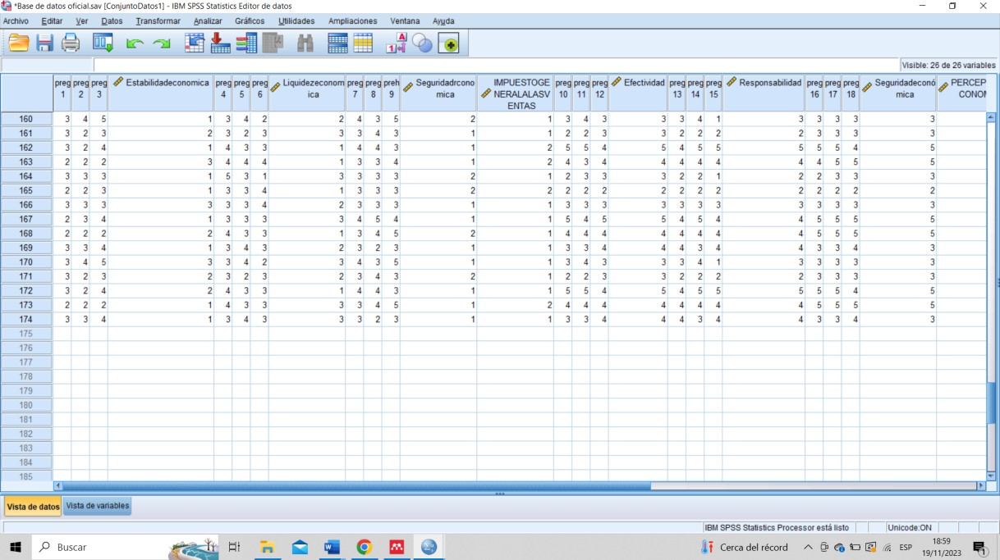 *Base de datos oficial.sav [ConjuntoDatos1] - IBM SPSS Statistics Editor de datos
Archivo Editar Ver Datos Transformar Analizar Gráficos Utilidades Ampliaciones Ventana Ayuda
Visible: 26 de 26 variables
preg 1 preg 2 preg 3 Estabilidadeconomica preg 4 preg 5 preg 6 Liquidezeconomica preg 7 preg 8 preh 9 Seguridadrconomica IMPUESTOGENERALALASVENTAS preg 10 preg 11 preg 12 Efectividad preg 13 preg 14 preg 15 Responsabilidad preg 16 preg 17 preg 18 Seguridadeconómica PERCEP CONOM
160 3 4 5 1 3 4 2 2 4 3 5 2 1 3 4 3 3 3 4 1 3 3 3 3 3
161 3 2 3 2 3 2 3 3 3 4 3 1 1 2 2 3 3 2 2 2 2 3 3 3 3
162 3 2 4 1 4 3 3 1 4 4 3 1 2 5 5 4 5 4 5 5 5 5 5 4 5
163 2 2 2 3 4 4 4 1 3 3 4 1 2 4 3 4 4 4 4 4 4 4 5 5 5
164 3 3 3 1 5 3 1 3 3 3 3 2 1 2 3 3 3 2 2 1 2 2 3 3 3
165 2 2 3 1 3 3 4 1 3 3 3 2 2 2 2 2 2 2 2 2 2 2 2 2 2
166 3 3 3 3 3 3 4 2 3 3 3 1 1 3 3 3 3 3 3 3 3 3 3 3 3
167 2 3 4 1 3 3 3 3 4 5 4 1 1 5 4 5 5 4 5 4 4 5 5 5 5
168 2 2 2 2 4 3 3 1 3 4 5 2 1 4 4 4 4 4 4 4 4 5 5 5 5
169 3 3 4 1 3 4 3 2 3 2 3 1 1 3 3 4 4 4 3 4 4 3 3 4 3
170 3 4 5 3 3 4 2 3 4 3 5 1 1 3 4 3 3 3 4 1 3 3 3 3 3
171 3 2 3 2 3 2 3 2 3 4 3 2 1 2 2 3 3 2 2 2 2 3 3 3 3
172 3 2 4 2 4 3 3 1 4 4 3 1 1 5 5 4 5 4 5 5 5 5 5 4 5
173 2 2 2 1 4 3 3 3 3 4 5 1 2 4 4 4 4 4 4 4 4 5 5 5 5
174 3 3 4 1 3 4 3 3 3 2 3 1 1 3 3 4 4 4 3 4 4 3 3 4 3
175
176
177
178
179
180
181
182
183
184
185
Vista de datos Vista de variables
IBM SPSS Statistics Processor está listo Unicode:ON
Buscar Cerca del récord ESP 18:59
19/11/2023